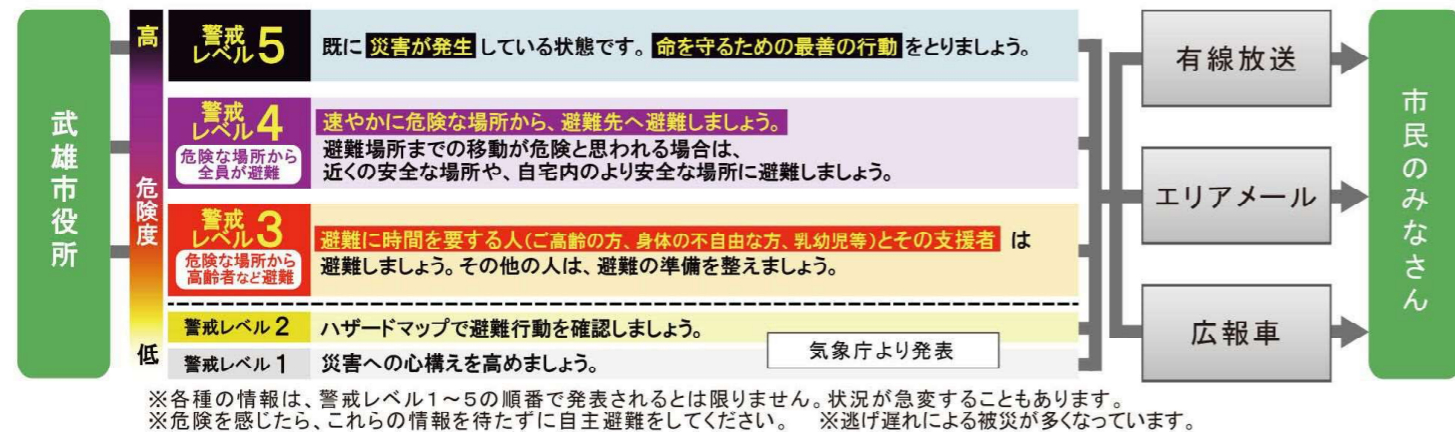 武雄市役所
高
危険度
低
警戒
レベル5
既に災害が発生している状態です。命を守るための最善の行動をとりましょう。
警戒
レベル4
危険な場所から
全員が避難
速やかに危険な場所から、避難先へ避難しましょう。
避難場所までの移動が危険と思われる場合は、
近くの安全な場所や、自宅内のより安全な場所に避難しましょう。
警戒
レベル3
危険な場所から
高齢者など避難
避難に時間を要する人(ご高齢の方、身体の不自由な方、乳幼児等)とその支援者 は
避難しましょう。その他の人は、避難の準備を整えましょう。
警戒レベル2
ハザードマップで避難行動を確認しましょう。
警戒レベル1
災害への心構えを高めましょう。
気象庁より発表
有線放送
エリアメール
広報車
市民のみなさん
※各種の情報は、警戒レベル1~5の順番で発表されるとは限りません。状況が急変することもあります。
※危険を感じたら、これらの情報を待たずに自主避難をしてください。 ※逃げ遅れによる被災が多くなっています。